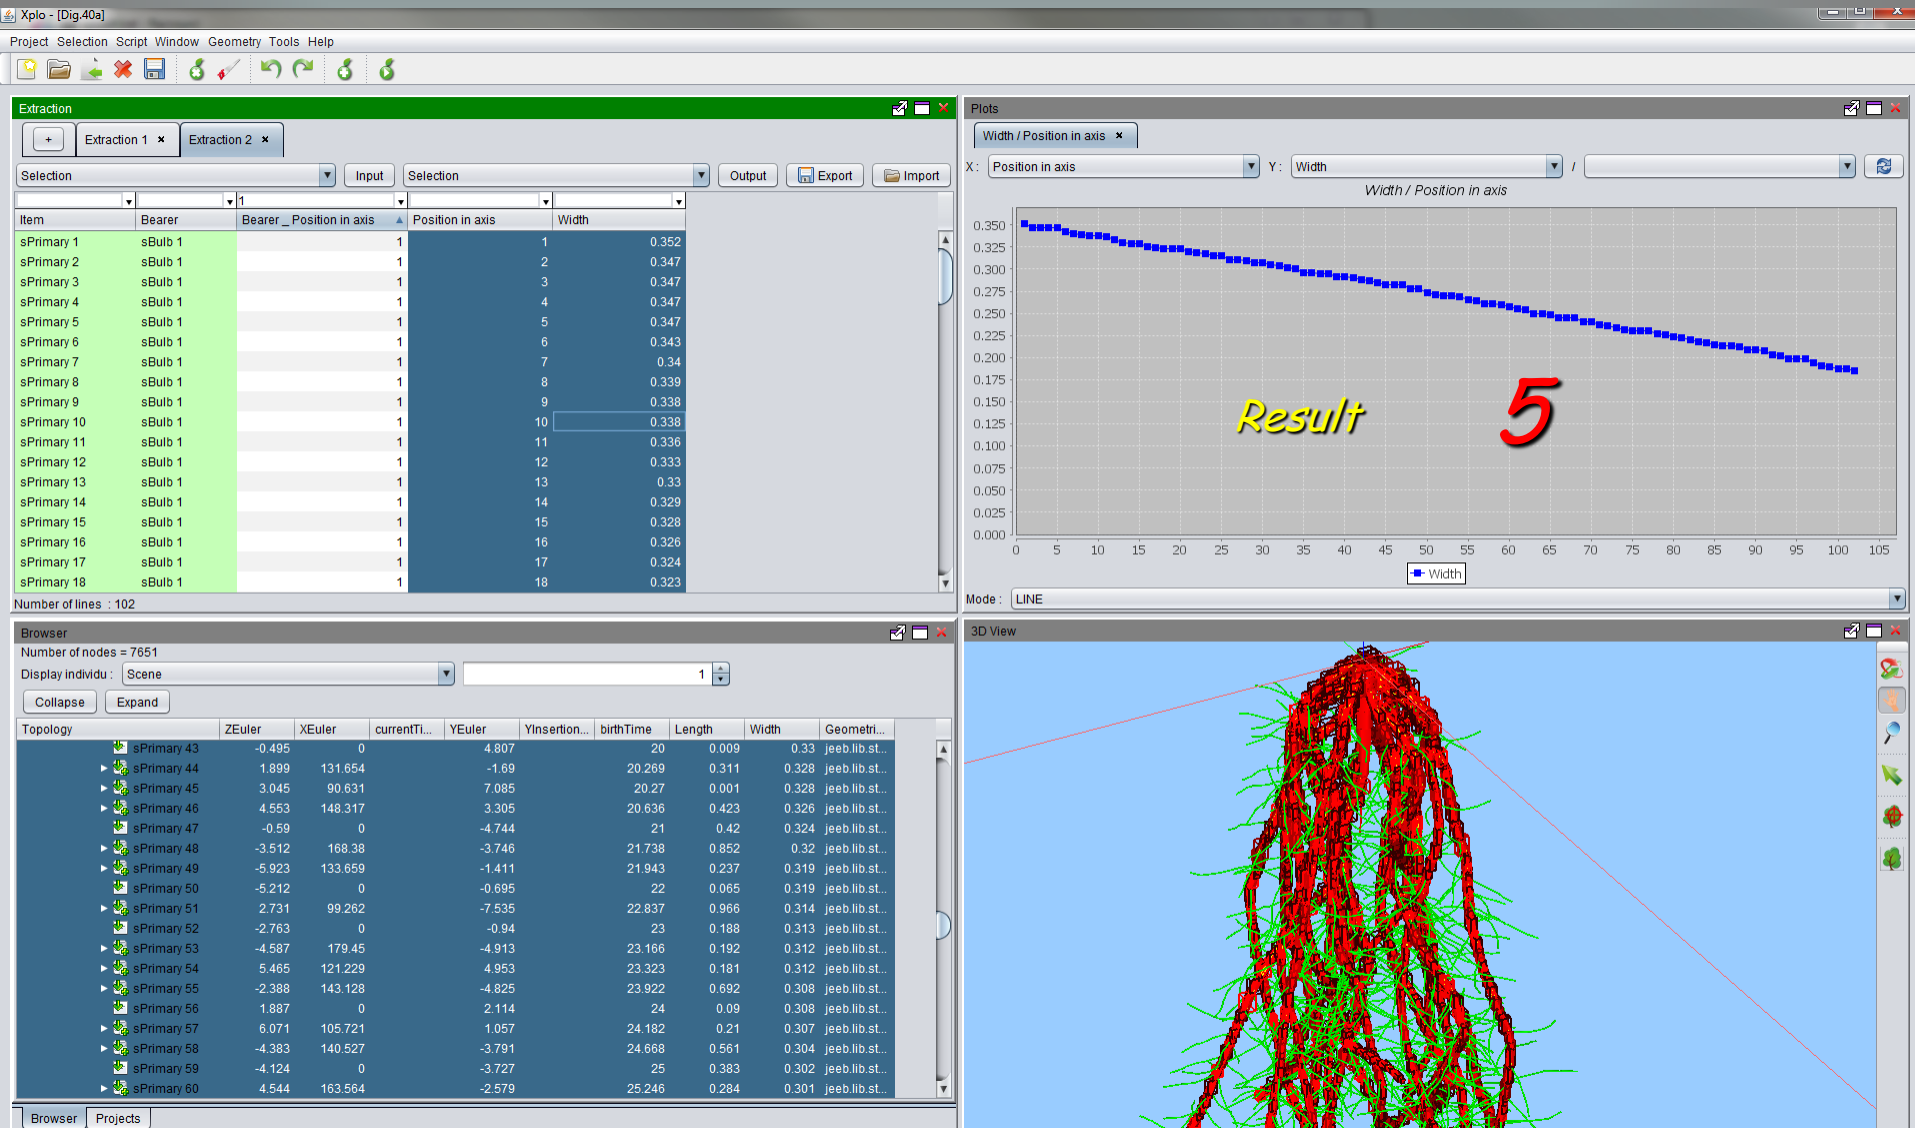 Xplo - [Dig.40a]
Project Selection Script Window Geometry Tools Help
Extraction
+ Extraction 1 × Extraction 2 ×
Selection Input Selection Output Export Import
1
Item Bearer Bearer _ Position in axis Position in axis Width
sPrimary 1 sBulb 1 1 1 0.352
sPrimary 2 sBulb 1 1 2 0.347
sPrimary 3 sBulb 1 1 3 0.347
sPrimary 4 sBulb 1 1 4 0.347
sPrimary 5 sBulb 1 1 5 0.347
sPrimary 6 sBulb 1 1 6 0.343
sPrimary 7 sBulb 1 1 7 0.34
sPrimary 8 sBulb 1 1 8 0.339
sPrimary 9 sBulb 1 1 9 0.338
sPrimary 10 sBulb 1 1 10 0.338
sPrimary 11 sBulb 1 1 11 0.336
sPrimary 12 sBulb 1 1 12 0.333
sPrimary 13 sBulb 1 1 13 0.33
sPrimary 14 sBulb 1 1 14 0.329
sPrimary 15 sBulb 1 1 15 0.328
sPrimary 16 sBulb 1 1 16 0.326
sPrimary 17 sBulb 1 1 17 0.324
sPrimary 18 sBulb 1 1 18 0.323
Number of lines : 102
Plots
Width / Position in axis ×
X : Position in axis Y : Width /
Width / Position in axis
0.350
0.325
0.300
0.275
0.250
0.225
0.200
0.175
0.150
0.125
0.100
0.075
0.050
0.025
0.000
Result 5
0 5 10 15 20 25 30 35 40 45 50 55 60 65 70 75 80 85 90 95 100 105
Width
Mode : LINE
Browser
Number of nodes = 7651
Display individu : Scene 1
Collapse Expand
Topology ZEuler XEuler currentTi... YEuler YInsertion... birthTime Length Width Geometri...
sPrimary 43 -0.495 0 4.807 20 0.009 0.33 jeeb.lib.st...
sPrimary 44 1.899 131.654 -1.69 20.269 0.311 0.328 jeeb.lib.st...
sPrimary 45 3.045 90.631 7.085 20.27 0.001 0.328 jeeb.lib.st...
sPrimary 46 4.553 148.317 3.305 20.636 0.423 0.326 jeeb.lib.st...
sPrimary 47 -0.59 0 -4.744 21 0.42 0.324 jeeb.lib.st...
sPrimary 48 -3.512 168.38 -3.746 21.738 0.852 0.32 jeeb.lib.st...
sPrimary 49 -5.923 133.659 -1.411 21.943 0.237 0.319 jeeb.lib.st...
sPrimary 50 -5.212 0 -0.695 22 0.065 0.319 jeeb.lib.st...
sPrimary 51 2.731 99.262 -7.535 22.837 0.966 0.314 jeeb.lib.st...
sPrimary 52 -2.763 0 -0.94 23 0.188 0.313 jeeb.lib.st...
sPrimary 53 -4.587 179.45 -4.913 23.166 0.192 0.312 jeeb.lib.st...
sPrimary 54 5.465 121.229 4.953 23.323 0.181 0.312 jeeb.lib.st...
sPrimary 55 -2.388 143.128 -4.825 23.922 0.692 0.308 jeeb.lib.st...
sPrimary 56 1.887 0 2.114 24 0.09 0.308 jeeb.lib.st...
sPrimary 57 6.071 105.721 1.057 24.182 0.21 0.307 jeeb.lib.st...
sPrimary 58 -4.383 140.527 -3.791 24.668 0.561 0.304 jeeb.lib.st...
sPrimary 59 -4.124 0 -3.727 25 0.383 0.302 jeeb.lib.st...
sPrimary 60 4.544 163.564 -2.579 25.246 0.284 0.301 jeeb.lib.st...
Browser Projects
3D View